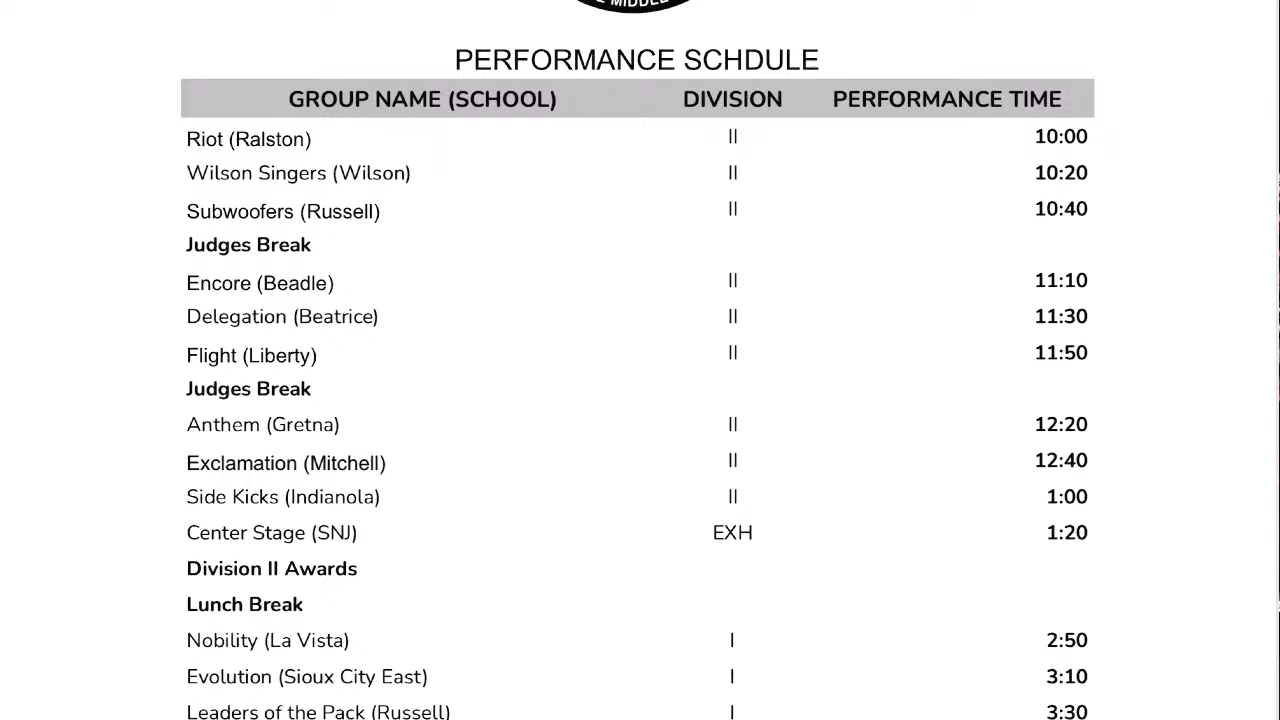 E MIDDLE
PERFORMANCE SCHDULE
GROUP NAME (SCHOOL) DIVISION PERFORMANCE TIME
Riot (Ralston) II 10:00
Wilson Singers (Wilson) II 10:20
Subwoofers (Russell) II 10:40
Judges Break
Encore (Beadle) II 11:10
Delegation (Beatrice) II 11:30
Flight (Liberty) II 11:50
Judges Break
Anthem (Gretna) II 12:20
Exclamation (Mitchell) II 12:40
Side Kicks (Indianola) II 1:00
Center Stage (SNJ) EXH 1:20
Division II Awards
Lunch Break
Nobility (La Vista) I 2:50
Evolution (Sioux City East) I 3:10
Leaders of the Pack (Russell) I 3:30